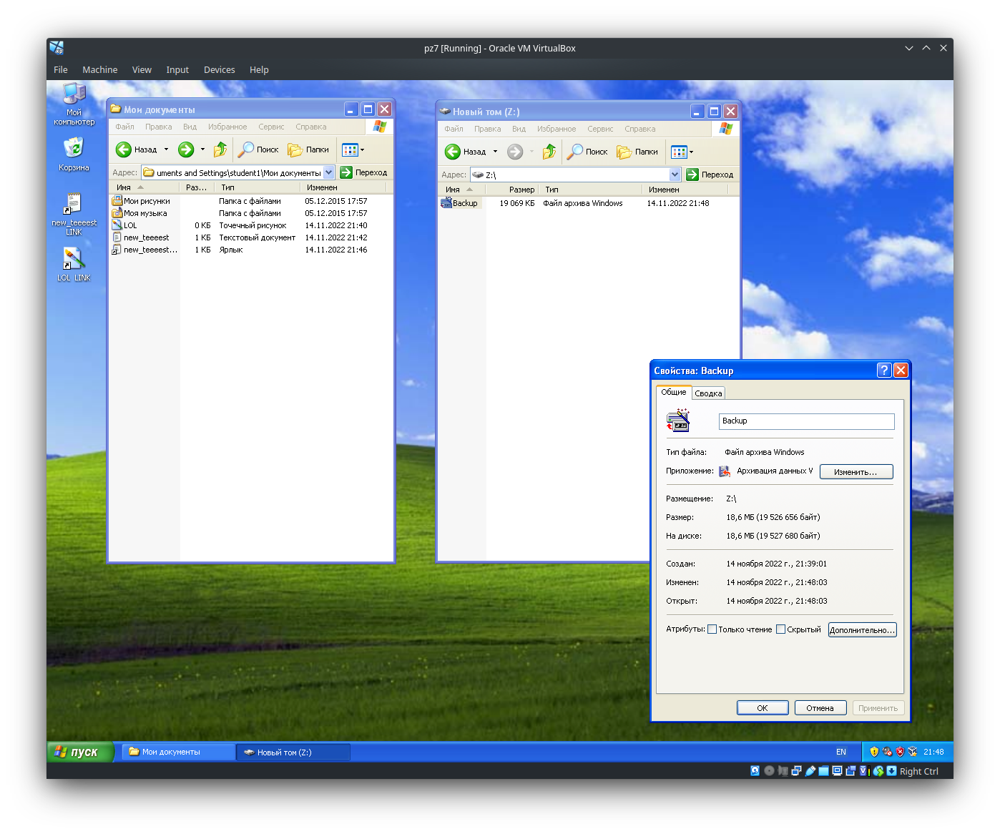 pz7 [Running] - Oracle VM VirtualBox
File Machine View Input Devices Help
Мой
компьютер
Корзина
new_teeeest
LINK
LOL LINK
Мои документы
Файл Правка Вид Избранное Сервис Справка
Назад Поиск Папки
Адрес: uments and Settings\student1\Мои документы Переход
Имя Раз... Тип Изменен
Мои рисунки Папка с файлами 05.12.2015 17:57
Моя музыка Папка с файлами 05.12.2015 17:57
LOL 0 КБ Точечный рисунок 14.11.2022 21:40
new_teeeest 1 КБ Текстовый документ 14.11.2022 21:42
new_teeeest... 1 КБ Ярлык 14.11.2022 21:46
Новый том (Z:)
Файл Правка Вид Избранное Сервис Справка
Назад Поиск Папки
Адрес: Z:\ Переход
Имя Размер Тип Изменен
Backup 19 069 КБ Файл архива Windows 14.11.2022 21:48
Свойства: Backup
Общие Сводка
Backup
Тип файла: Файл архива Windows
Приложение: Архивация данных V Изменить...
Размещение: Z:\
Размер: 18,6 МБ (19 526 656 байт)
На диске: 18,6 МБ (19 527 680 байт)
Создан: 14 ноября 2022 г., 21:39:01
Изменен: 14 ноября 2022 г., 21:48:03
Открыт: 14 ноября 2022 г., 21:48:03
Атрибуты: Только чтение Скрытый Дополнительно...
ОК Отмена Применить
пуск Мои документы Новый том (Z:) EN 21:48
Right Ctrl